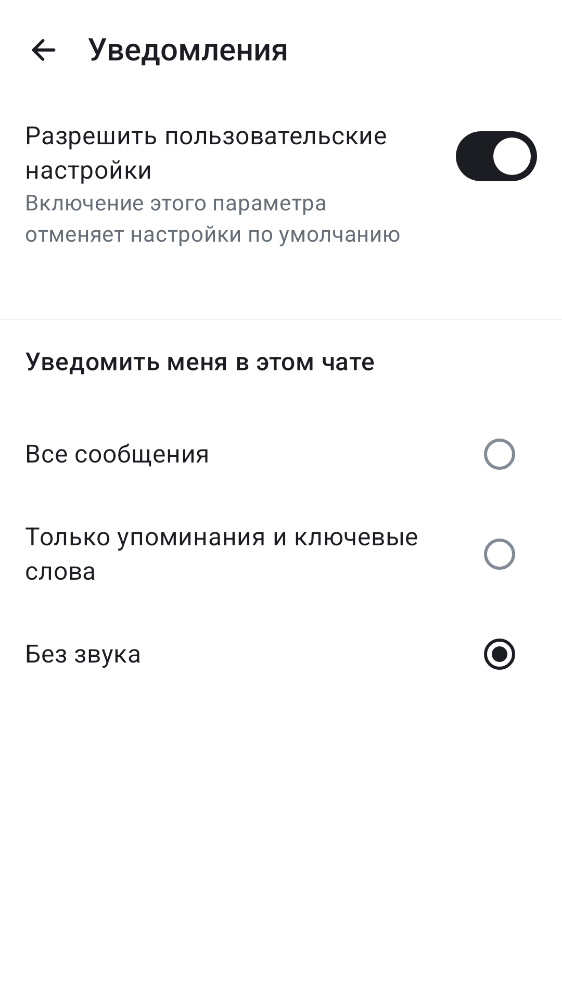 Уведомления
Разрешить пользовательские
настройки
Включение этого параметра
отменяет настройки по умолчанию
Уведомить меня в этом чате
Все сообщения
Только упоминания и ключевые
слова
Без звука